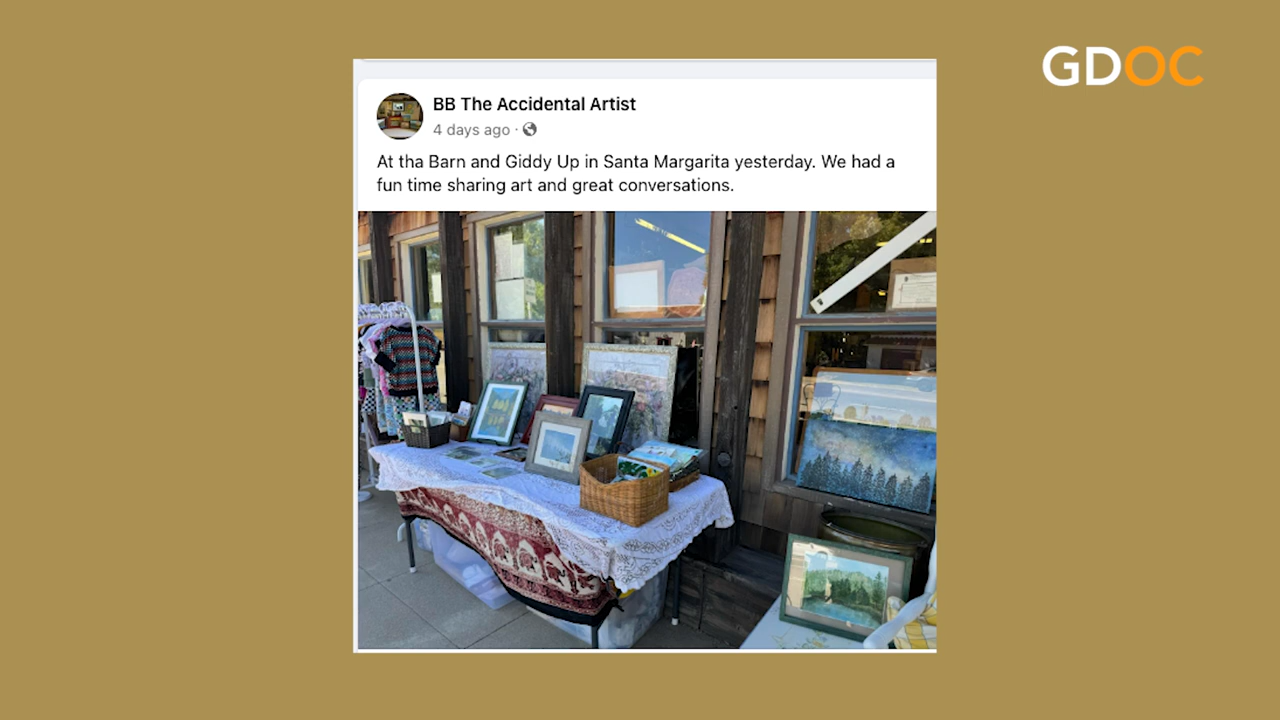 GDOC
BB The Accidental Artist
4 days ago ·
At tha Barn and Giddy Up in Santa Margarita yesterday. We had a
fun time sharing art and great conversations.